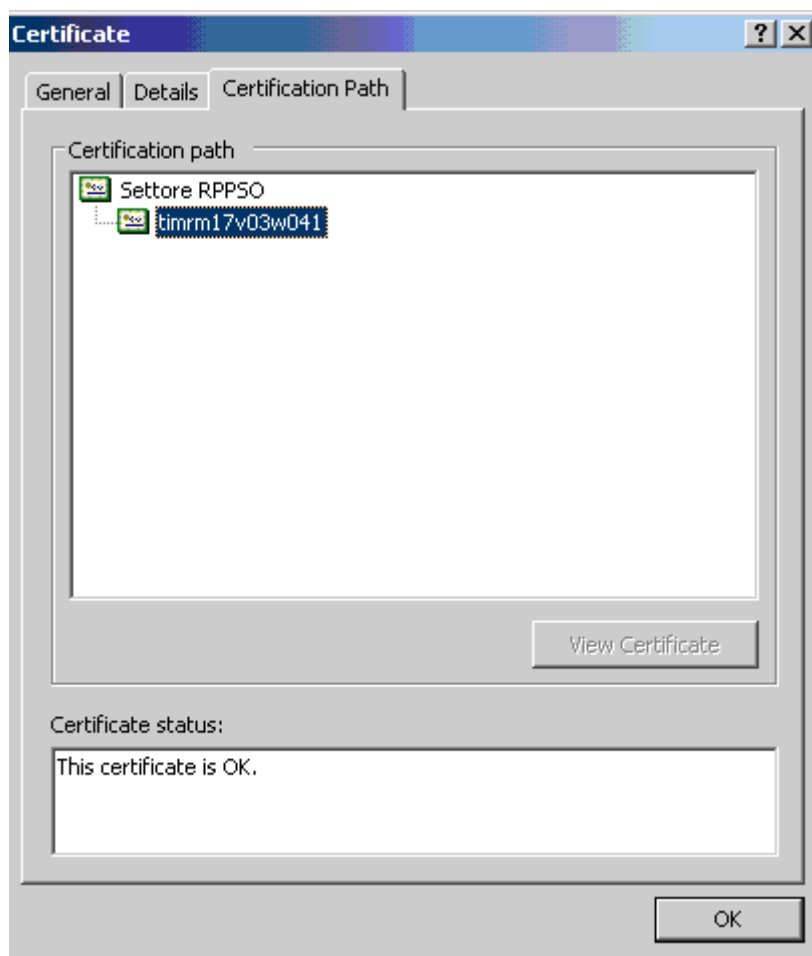 Certificate
General
Details
Certification Path
Certification path
Settore RPPSO
timrm17v03w041
View Certificate
Certificate status:
This certificate is OK.
OK